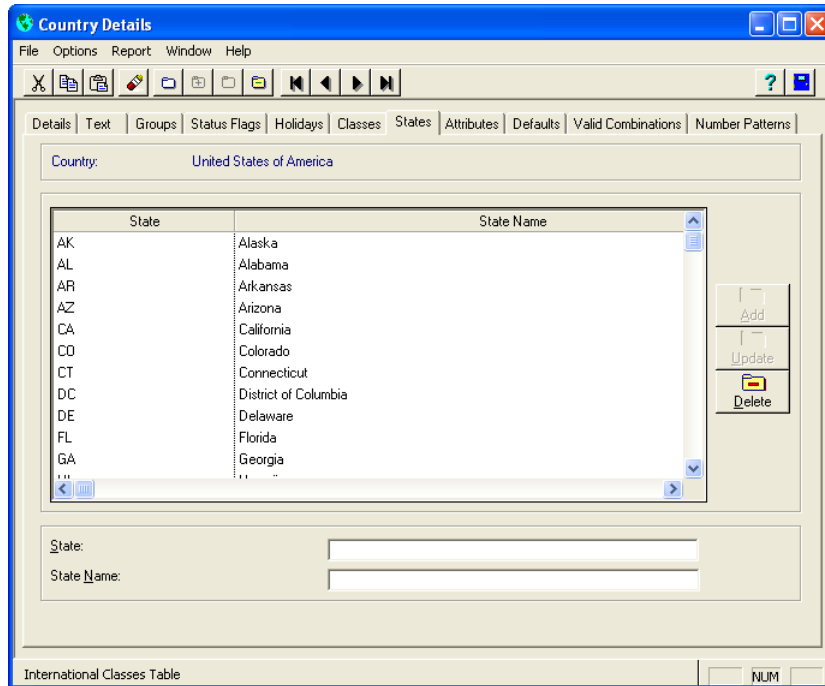 Country Details
File Options Report Window Help
?
Details Text Groups Status Flags Holidays Classes States Attributes Defaults Valid Combinations Number Patterns
Country: United States of America
State State Name
AK Alaska
AL Alabama
AR Arkansas
AZ Arizona
CA California
CO Colorado
CT Connecticut
DC District of Columbia
DE Delaware
FL Florida
GA Georgia
Add
Update
Delete
State:
State Name:
International Classes Table NUM